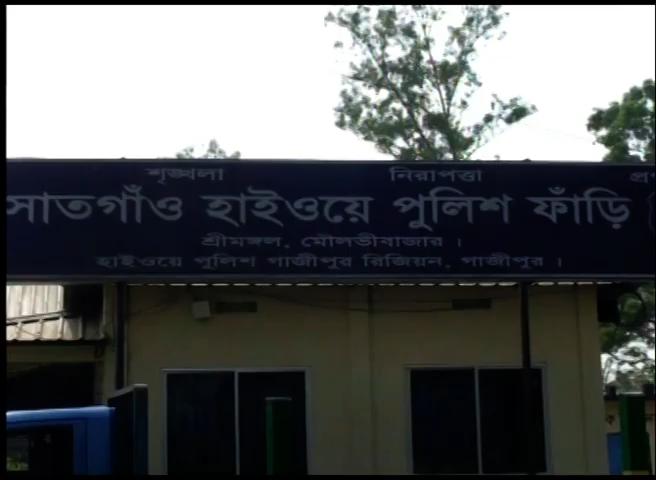 শৃঙ্খলা নিরাপত্তা
সাতগাঁও হাইওয়ে পুলিশ ফাঁড়ি
শ্রীমঙ্গল, মৌলভীবাজার ।
হাইওয়ে পুলিশ গাজীপুর রিজিয়ন, গাজীপুর ।